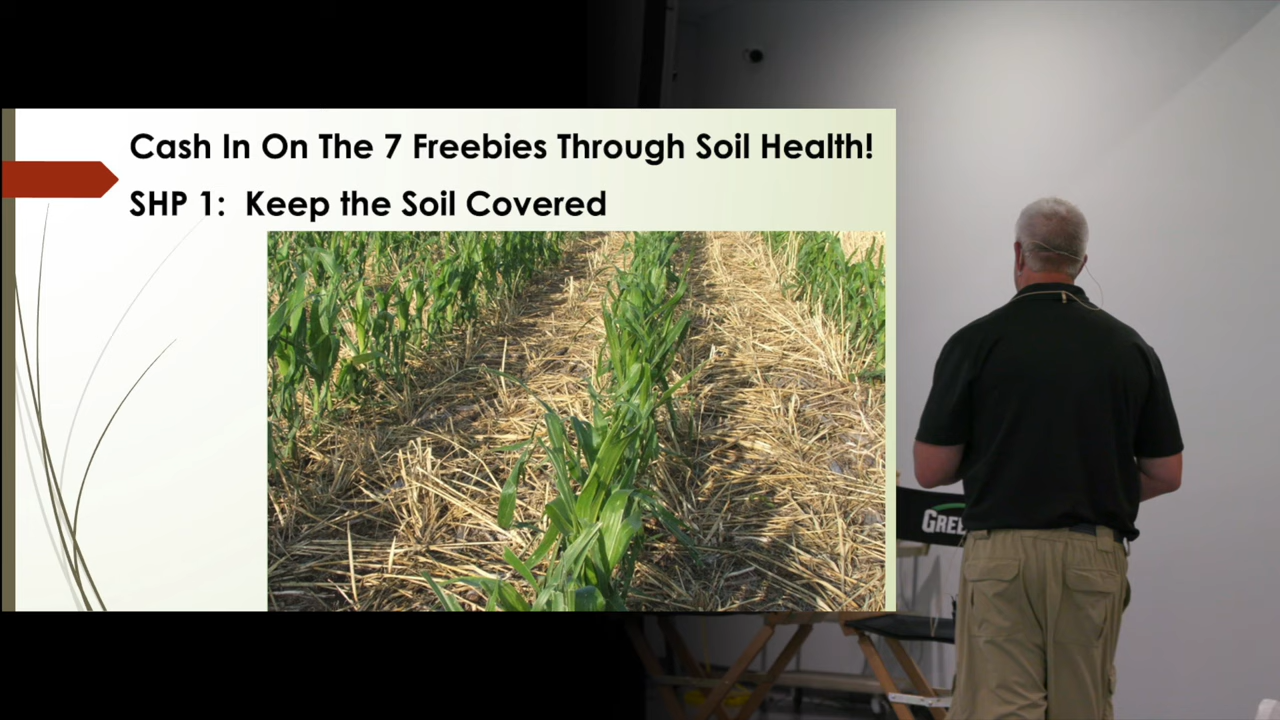 Cash In On The 7 Freebies Through Soil Health!
SHP 1:  Keep the Soil Covered